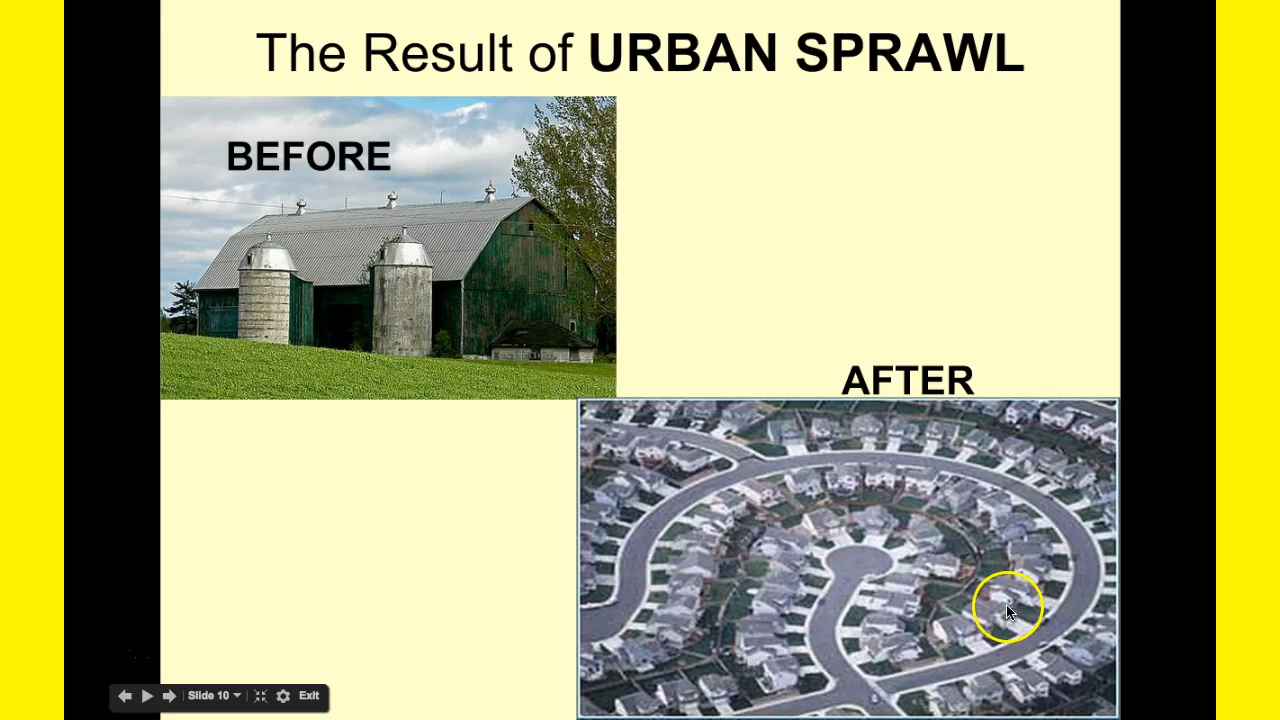 The Result of URBAN SPRAWL
BEFORE
AFTER
Slide 10
Exit